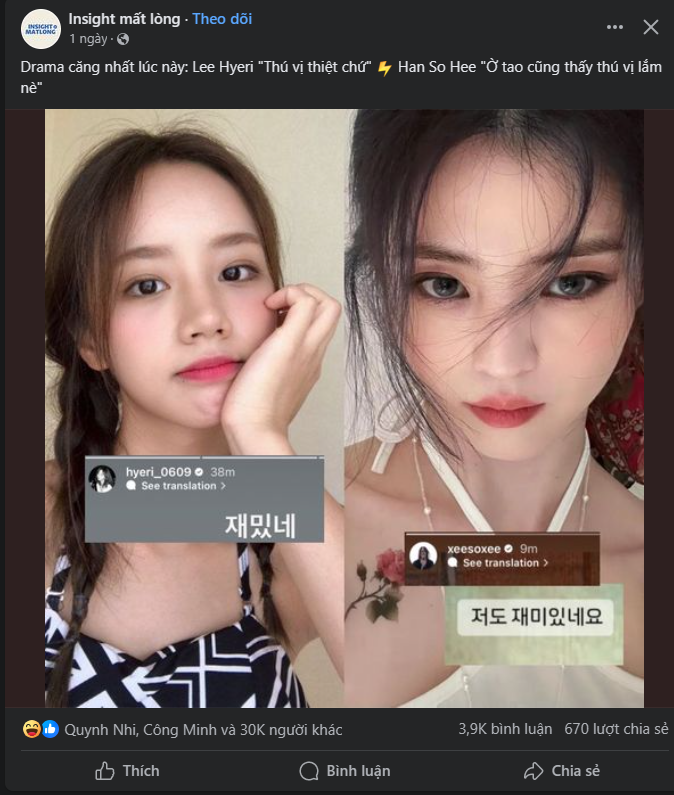 INSIGHT
MATLONG
Insight mất lòng · Theo dõi
1 ngày ·
Drama căng nhất lúc này: Lee Hyeri "Thú vị thiệt chứ" ⚡ Han So Hee "Ờ tao cũng thấy thú vị lắm
nè"
hyeri_0609 38m
See translation >
재밌네
xeesoxee 9m
See translation >
저도 재미있네요
Quynh Nhi, Công Minh và 30K người khác 3,9K bình luận 670 lượt chia sẻ
Thích Bình luận Chia sẻ